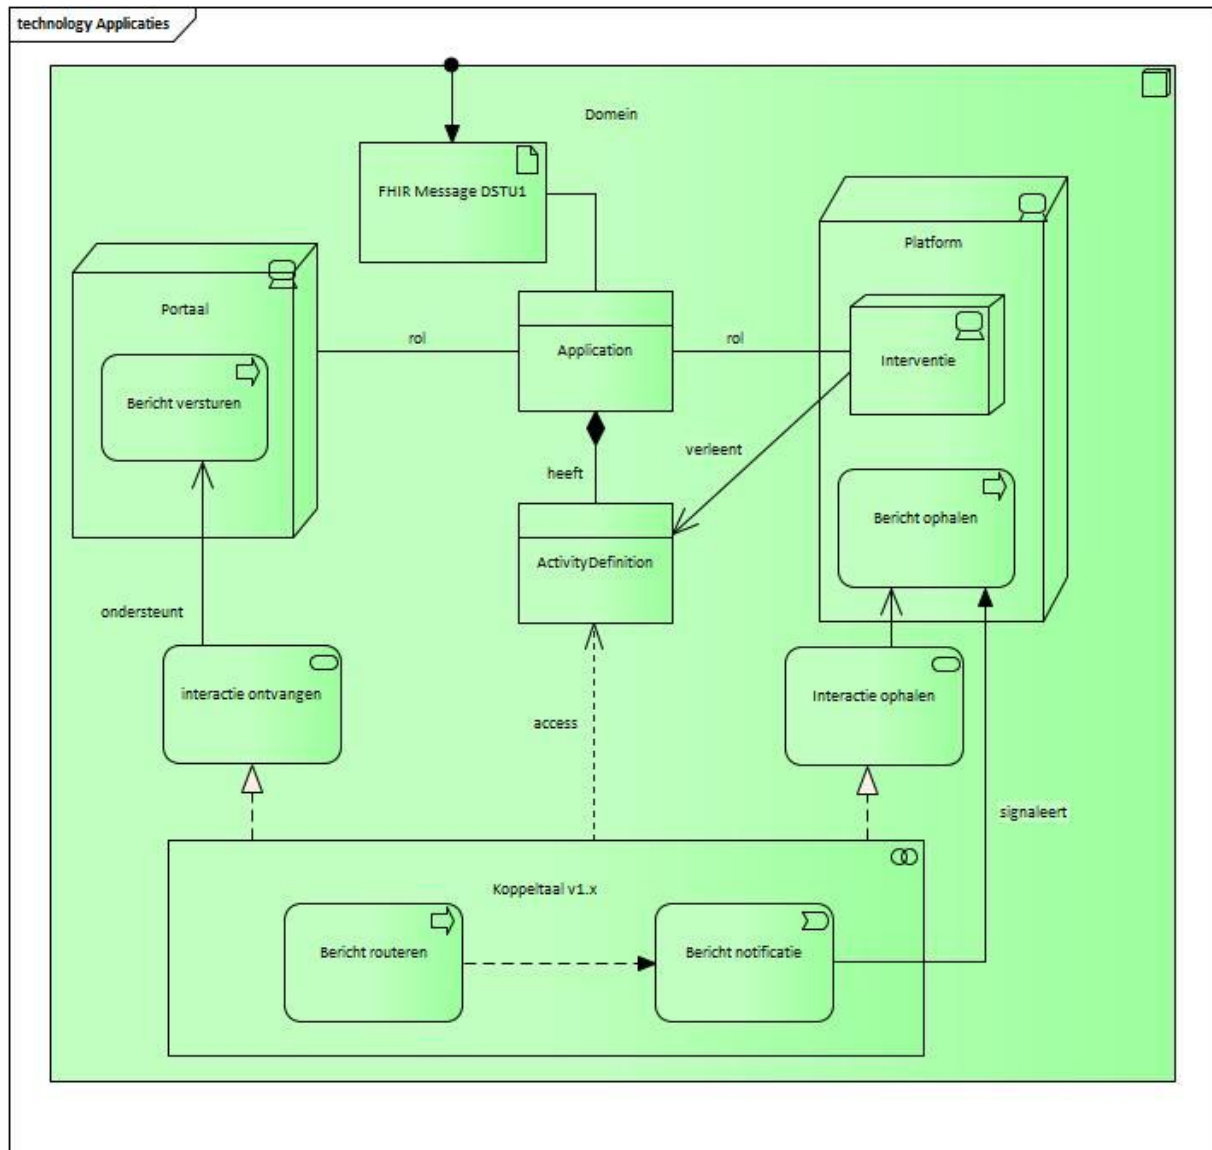 technology Applicaties
Domein
FHIR Message DSTU1
Platform
Portaal
rol
Application
rol
Interventie
Bericht versturen
verleent
heeft
Bericht ophalen
ActivityDefinition
ondersteunt
interactie ontvangen
Interactie ophalen
access
signaleert
Koppeltaal v1.x
Bericht routeren
Bericht notificatie